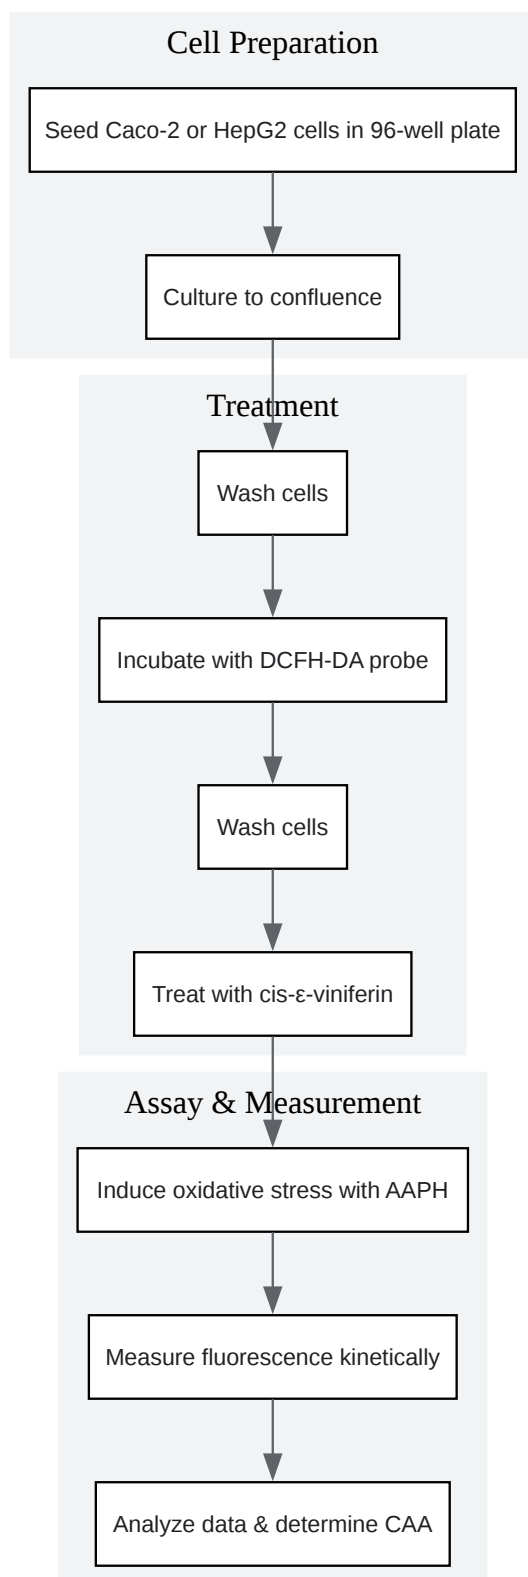 Cell Preparation
Seed Caco-2 or HepG2 cells in 96-well plate
Culture to confluence
Treatment
Wash cells
Incubate with DCFH-DA probe
Wash cells
Treat with cis-ε-viniferin
Assay & Measurement
Induce oxidative stress with AAPH
Measure fluorescence kinetically
Analyze data & determine CAA